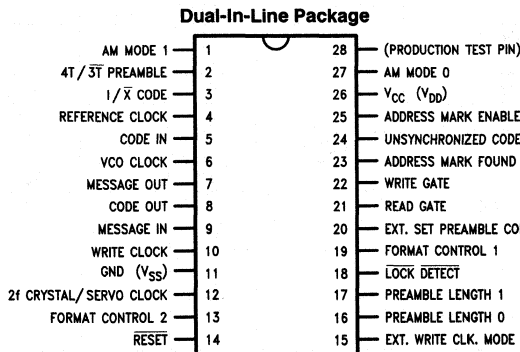 Dual-In-Line Package
AM MODE 1 1 28 (PRODUCTION TEST PIN)
4T/3T PREAMBLE 2 27 AM MODE 0
1/X CODE 3 26 VCC (VDD)
REFERENCE CLOCK 4 25 ADDRESS MARK ENABLE
CODE IN 5 24 UNSYNCHRONIZED CODE
VCO CLOCK 6 23 ADDRESS MARK FOUND
MESSAGE OUT 7 22 WRITE GATE
CODE OUT 8 21 READ GATE
MESSAGE IN 9 20 EXT. SET PREAMBLE CO
WRITE CLOCK 10 19 FORMAT CONTROL 1
GND (VSS) 11 18 LOCK DETECT
2f CRYSTAL/SERVO CLOCK 12 17 PREAMBLE LENGTH 1
FORMAT CONTROL 2 13 16 PREAMBLE LENGTH 0
RESET 14 15 EXT. WRITE CLK. MODE